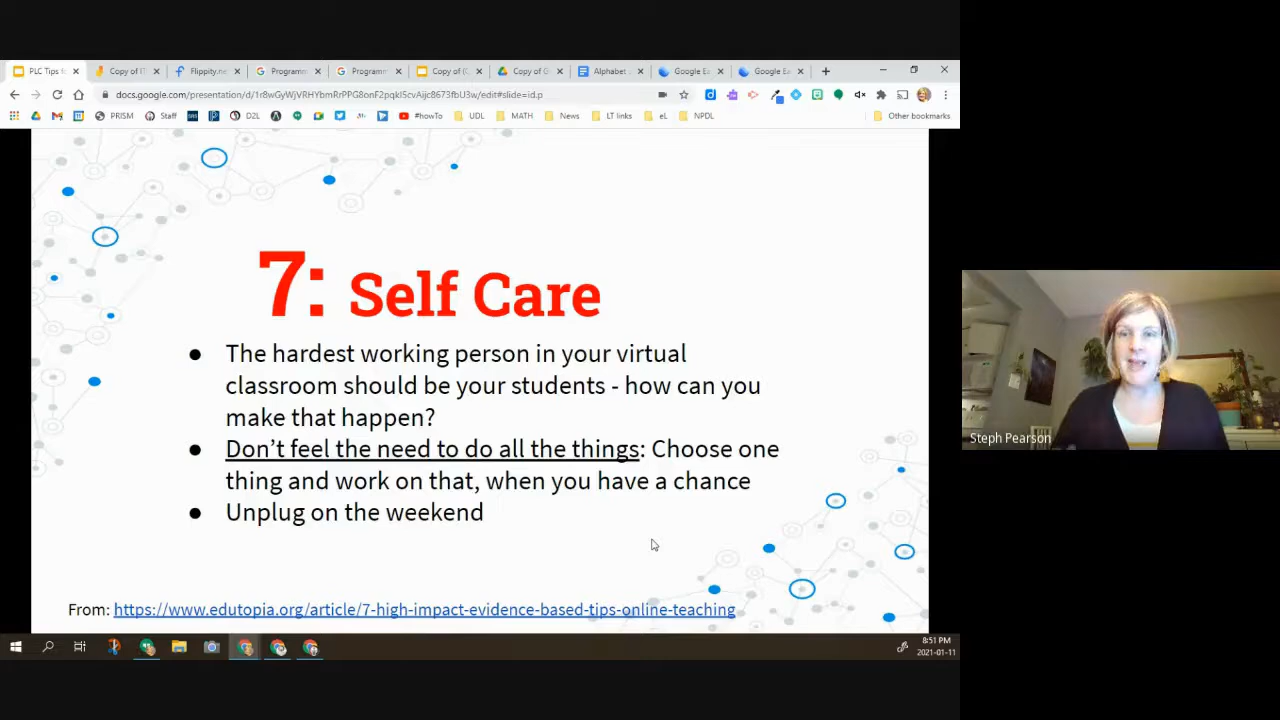 PLC Tips f
Copy of IT
Flippity.ne
Programm
Programm
Copy of (C
Copy of G
Alphabet
Google Ea
Google Ea
docs.google.com/presentation/d/
/edit#slide=id.p
PRISM
Staff
D2L
#howTo
UDL
MATH
News
LT links
eL
NPDL
Other bookmarks
7: Self Care
● The hardest working person in your virtual
classroom should be your students - how can you
make that happen?
● Don't feel the need to do all the things: Choose one
thing and work on that, when you have a chance
● Unplug on the weekend
From: https://www.edutopia.org/article/7-high-impact-evidence-based-tips-online-teaching
Steph Pearson
8:51 PM
2021-01-11